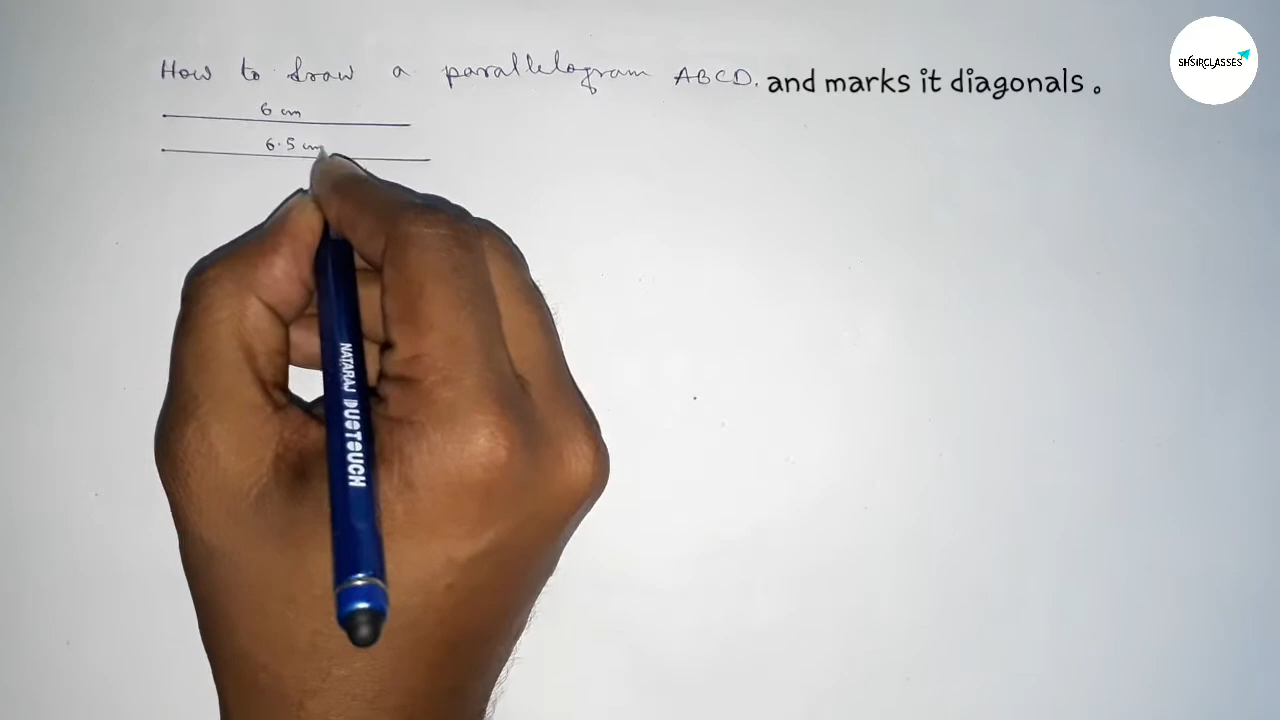 How to draw a parallelogram ABCD. and marks it diagonals.
SHSIRCLASSES
6 cm
6.5 cm
NATARAJ DUOTOUCH